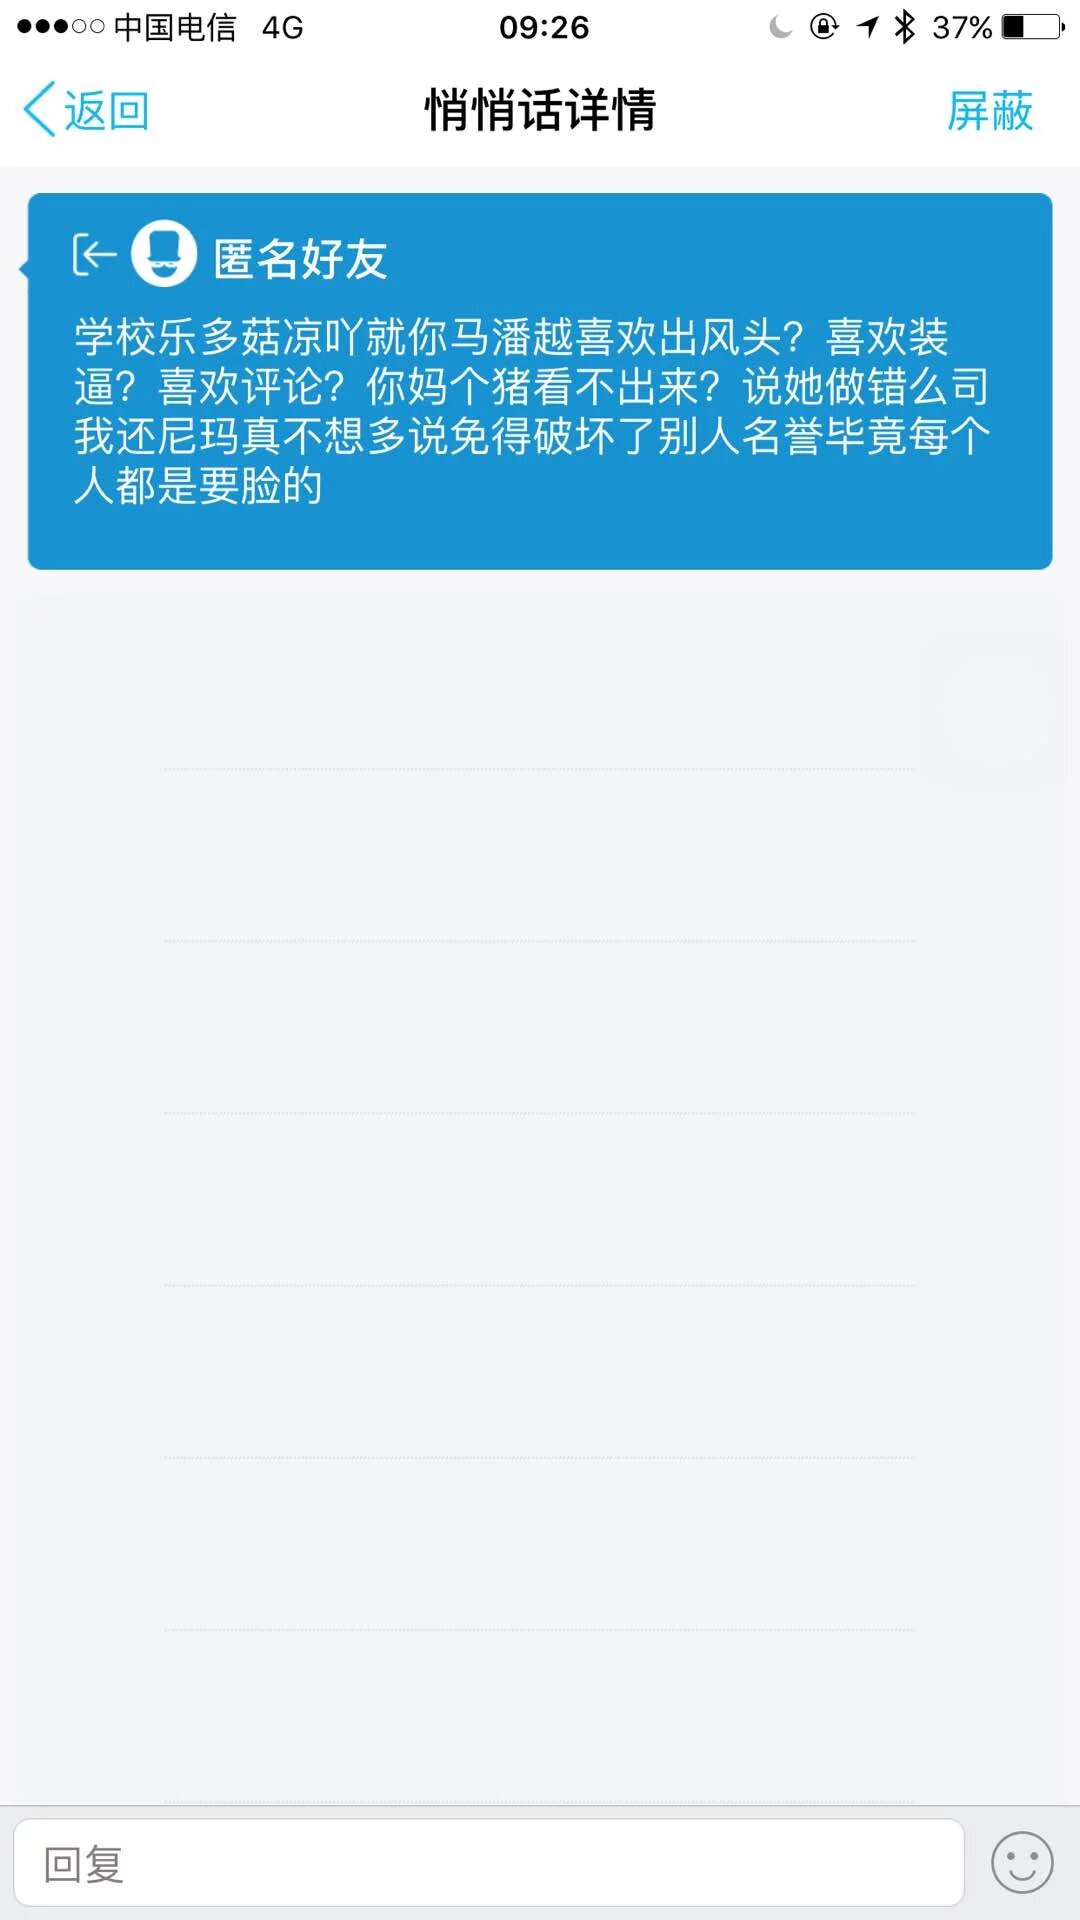 中国电信 4G 09:26 37%
返回 悄悄话详情 屏蔽
匿名好友
学校乐多菇凉吖就你马潘越喜欢出风头？喜欢装
逼？喜欢评论？你妈个猪看不出来？说她做错么司
我还尼玛真不想多说免得破坏了别人名誉毕竟每个
人都是要脸的
回复